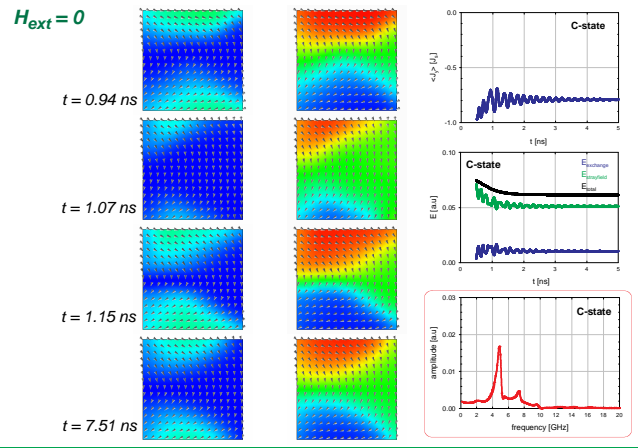 H_ext = 0
t = 0.94 ns
t = 1.07 ns
t = 1.15 ns
t = 7.51 ns
C-state
0.0
-0.5
-1.0
0 1 2 3 4 5
t [ns]
C-state
E_exchange
E_strayfield
E_total
E [a.u]
0.10
0.05
0.00
0 1 2 3 4 5
t [ns]
C-state
amplitude [a.u]
0.03
0.02
0.01
0.00
0 2 4 6 8 10 12 14 16 18 20
frequency [GHz]